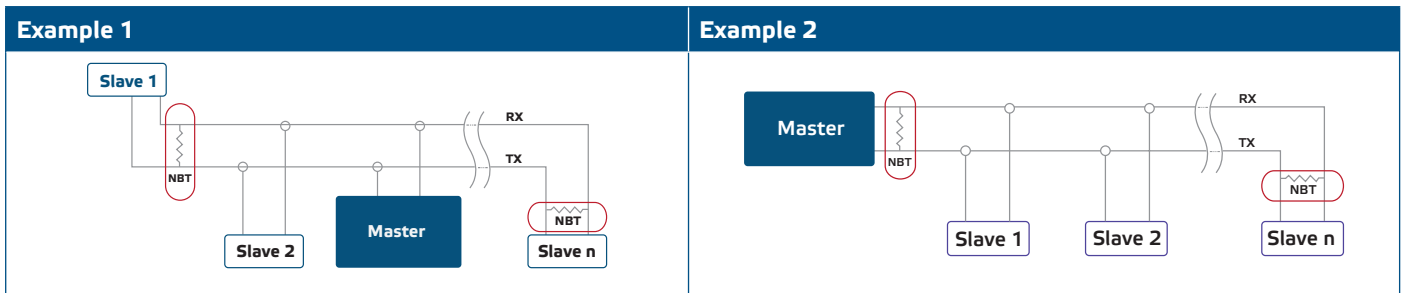 Example 1
Slave 1
RX
TX
NBT
NBT
Master
Slave 2
Slave n
Example 2
Master
RX
TX
NBT
NBT
Slave 1
Slave 2
Slave n